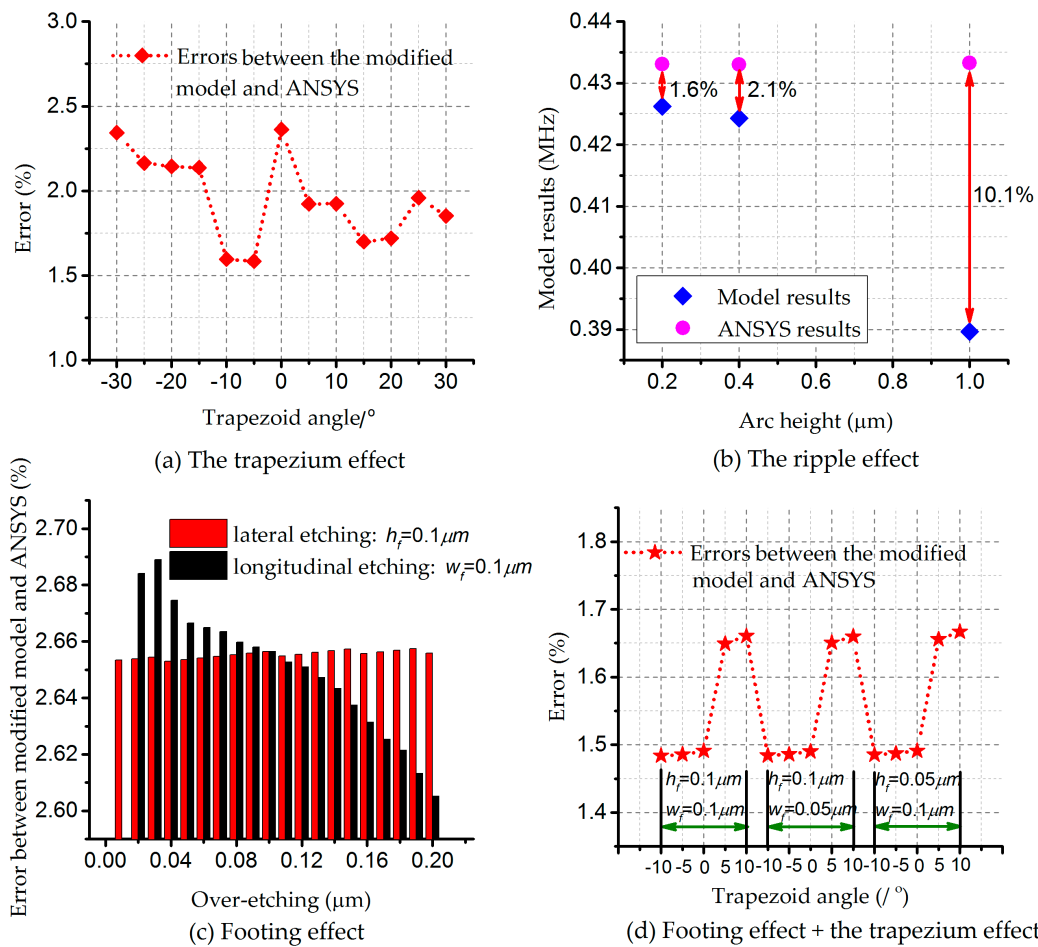 3.0
2.5
2.0
1.5
1.0
Error (%)
Errors between the modified
model and ANSYS
-30 -20 -10 0 10 20 30
Trapezoid angle/°
(a) The trapezium effect
0.44
0.43
0.42
0.41
0.40
0.39
Model results (MHz)
1.6%
2.1%
10.1%
Model results
ANSYS results
0.2 0.4 0.6 0.8 1.0
Arc height (μm)
(b) The ripple effect
Error between modified model and ANSYS (%)
2.70
2.68
2.66
2.64
2.62
2.60
lateral etching: hf=0.1μm
longitudinal etching: wf=0.1μm
0.00 0.04 0.08 0.12 0.16 0.20
Over-etching (μm)
(c) Footing effect
1.8
1.7
1.6
1.5
1.4
Error (%)
Errors between the modified
model and ANSYS
hf=0.1μm hf=0.1μm hf=0.05μm
wf=0.1μm wf=0.05μm wf=0.1μm
-10 -5 0 5 10 -10 -5 0 5 10 -10 -5 0 5 10
Trapezoid angle (/ °)
(d) Footing effect + the trapezium effect